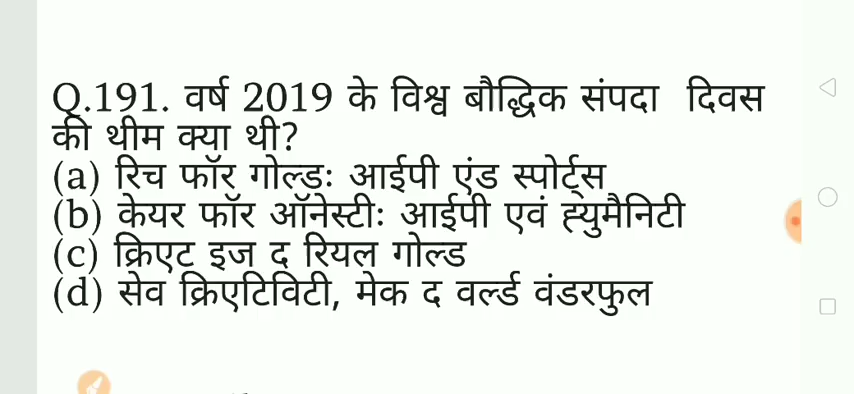 Q.191. वर्ष 2019 के विश्व बौद्धिक संपदा दिवस
की थीम क्या थी?
(a) रिच फॉर गोल्डः आईपी एंड स्पोर्ट्स
(b) केयर फॉर ऑनेस्टीः आईपी एवं ह्युमैनिटी
(c) क्रिएट इज द रियल गोल्ड
(d) सेव क्रिएटिविटी, मेक द वर्ल्ड वंडरफुल